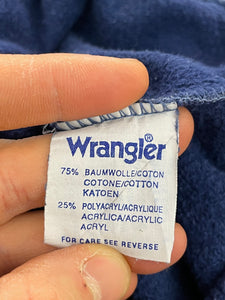 Wrangler®
75% BAUMWOLLE/COTON
COTONE/COTTON
KATOEN
25% POLYACRYL/ACRYLIQUE
ACRYLICA/ACRYLIC
ACRYL
FOR CARE SEE REVERSE